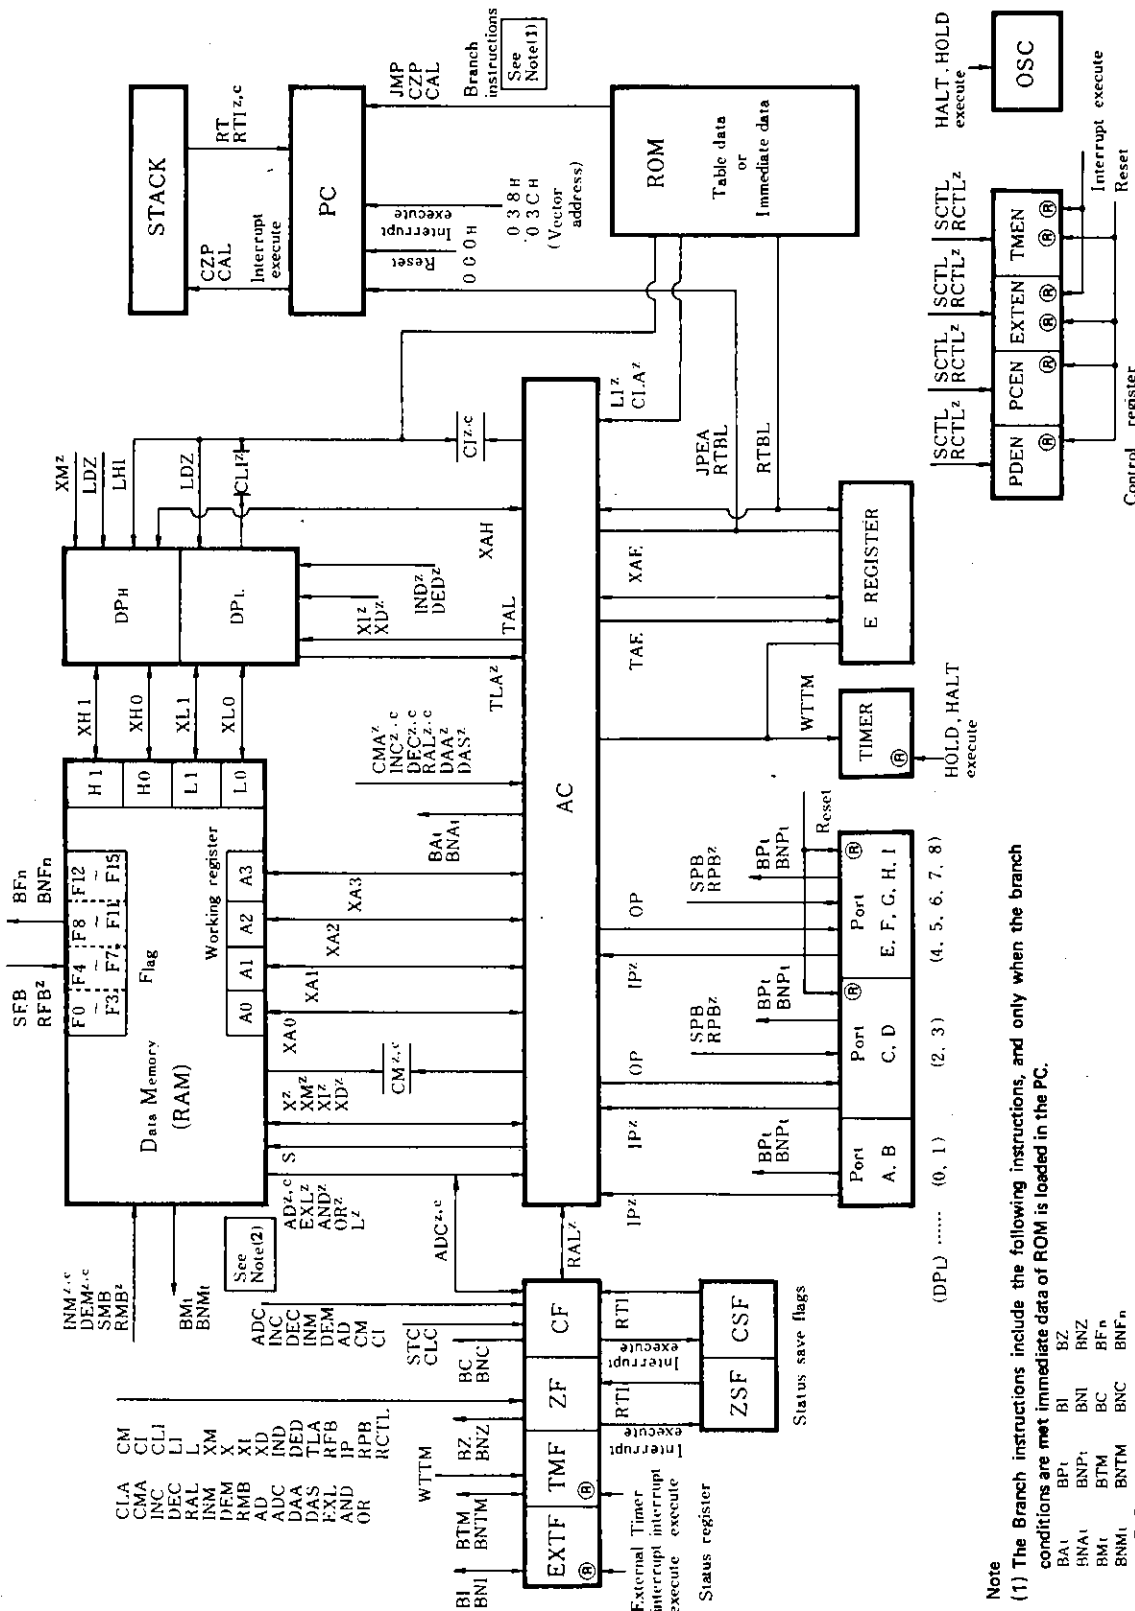 STACK
CZP
CAL
Interrupt
execute
RT
RTIz,c
PC
Reset
000H
Interrupt
execute
038H
03CH
(Vector
address)
JMP
CZP
CAL
Branch
instructions
See
Note(1)
ROM
Table data
or
Immediate data
HALT, HOLD
execute
OSC
SCTL
RCTLz
SCTL
RCTLz
SCTL
RCTLz
SCTL
RCTLz
PDEN
PCEN
EXTEN
TMEN
R
R
R
R
R
R
Interrupt execute
Reset
Control register
XMz
LDZ
LHI
LDZ
CLIz
CIz,c
DPH
DPL
XH1
XH0
XL1
XL0
XIz
XDz
INDz
DEDz
TLAz
TAL
XAH
LIz
CLAz
JPEA
RTBL
RTBL
SFB
RFBz
BFn
BNFn
F0
~
F3
F4
~
F7
F8
~
F11
F12
~
F15
Flag
H1
H0
L1
L0
Data Memory
(RAM)
Working register
A0
A1
A2
A3
INMz,c
DEMz,c
SMB
RMBz
BMt
BNMt
See
Note(2)
ADz,c
EXLz
ANDz
ORz
Lz
S
Xz
XMz
XIz
XDz
CMz,c
XA0
XA1
XA2
XA3
BAt
BNAt
CMAz
INCz,c
DECz,c
RALz,c
DAAz
DASz
ADCz,c
RALz
AC
TAE
XAE
E REGISTER
WTTM
TIMER
R
HOLD, HALT
execute
IPz
BPt
BNPt
IPz
OP
SPB
RPBz
BPt
BNPt
IPz
OP
SPB
RPBz
BPt
BNPt
Reset
Port
A, B
Port
C, D
R
Port
E, F, G, H, I
R
(DPL) ...... (0, 1) (2, 3) (4, 5, 6, 7, 8)
CLA CM
CMA CI
INC CLI
DEC LI
RAL L
INM XM
DEM X
RMB XI
AD XD
ADC IND
DAA DED
DAS TLA
EXL RFB
AND IP
OR RPB
RCTL
ADC
INC
DEC
INM
DEM
AD
CM
CI
STC
CLC
BC
BNC
BZ
BNZ
WTTM
BTM
BNTM
BI
BNI
EXTF
R
TMF
R
ZF
CF
External
interrupt
execute
Timer
interrupt
execute
Status register
Interrupt
execute
RTI
Interrupt
execute
RTI
ZSF
CSF
Status save flags
Note
(1) The Branch instructions include the following instructions, and only when the branch
conditions are met immediate data of ROM is loaded in the PC.
BAt BPt BI BZ
BNAt BNPt BNI BNZ
BMt BTM BC BFn
BNMt BNTM BNC BNFn